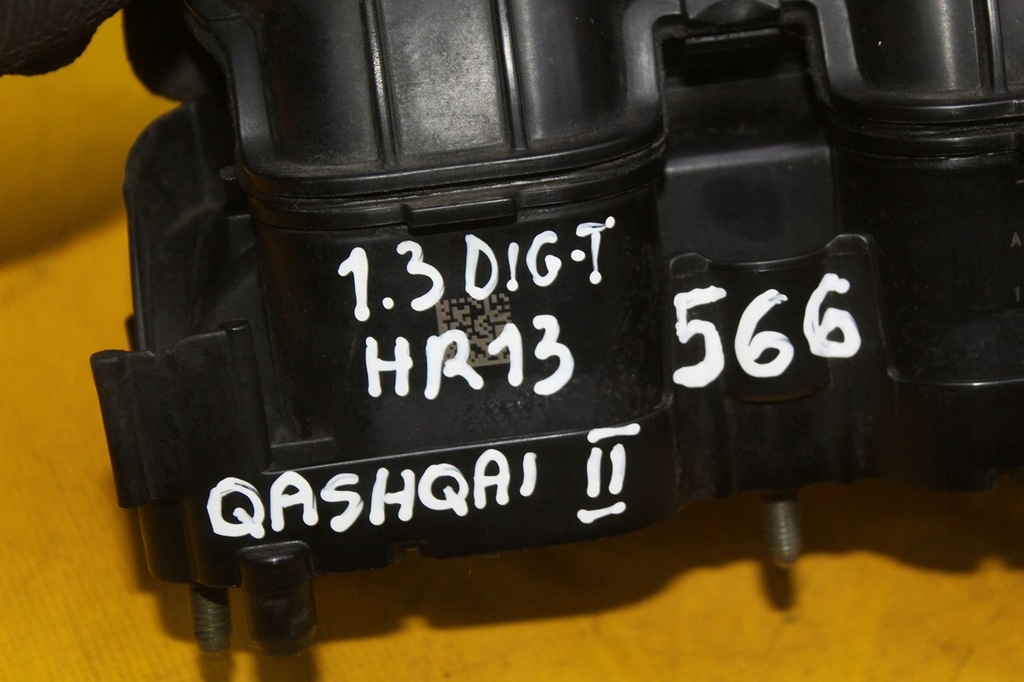 1.3 DIG-T
HR13
566
QASHQAI II